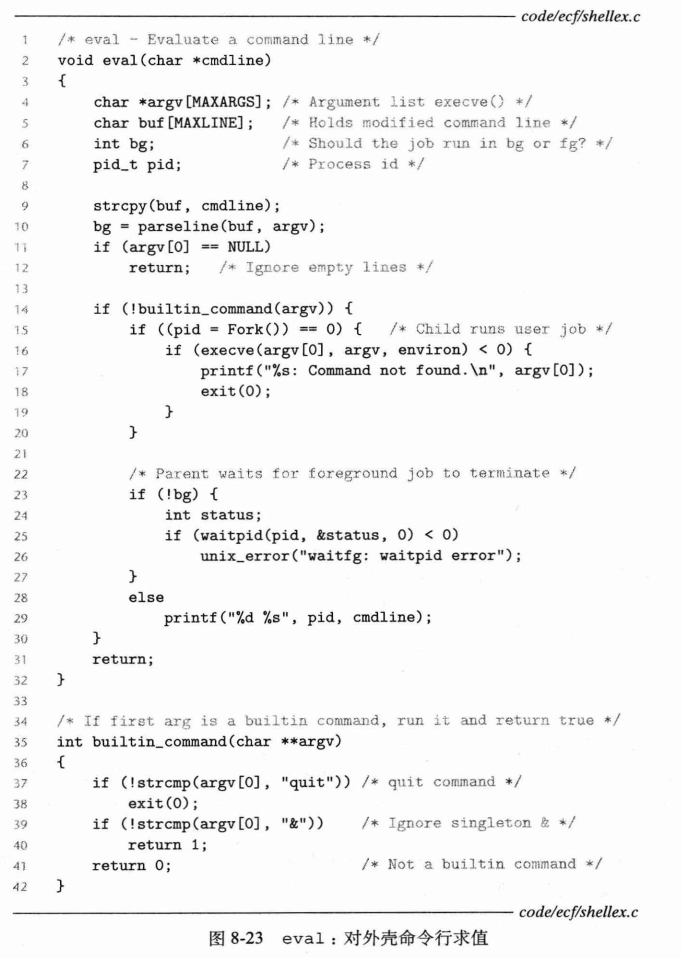 code/ecf/shellex.c
1 /* eval - Evaluate a command line */
2 void eval(char *cmdline)
3 {
4     char *argv[MAXARGS]; /* Argument list execve() */
5     char buf[MAXLINE];   /* Holds modified command line */
6     int bg;              /* Should the job run in bg or fg? */
7     pid_t pid;           /* Process id */
8
9     strcpy(buf, cmdline);
10     bg = parseline(buf, argv);
11     if (argv[0] == NULL)
12         return;   /* Ignore empty lines */
13
14     if (!builtin_command(argv)) {
15         if ((pid = Fork()) == 0) {   /* Child runs user job */
16             if (execve(argv[0], argv, environ) < 0) {
17                 printf("%s: Command not found.\n", argv[0]);
18                 exit(0);
19             }
20         }
21
22         /* Parent waits for foreground job to terminate */
23         if (!bg) {
24             int status;
25             if (waitpid(pid, &status, 0) < 0)
26                 unix_error("waitfg: waitpid error");
27         }
28         else
29             printf("%d %s", pid, cmdline);
30     }
31     return;
32 }
33
34 /* If first arg is a builtin command, run it and return true */
35 int builtin_command(char **argv)
36 {
37     if (!strcmp(argv[0], "quit")) /* quit command */
38         exit(0);
39     if (!strcmp(argv[0], "&"))    /* Ignore singleton & */
40         return 1;
41     return 0;                     /* Not a builtin command */
42 }
code/ecf/shellex.c
图 8-23 eval：对外壳命令行求值